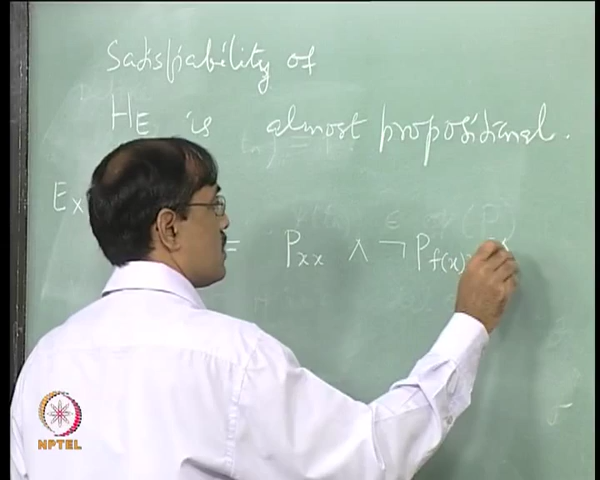 Satisfiability of
HE is almost propositional.
Ex
= Pxx ∧ ¬ Pf(x)
NPTEL